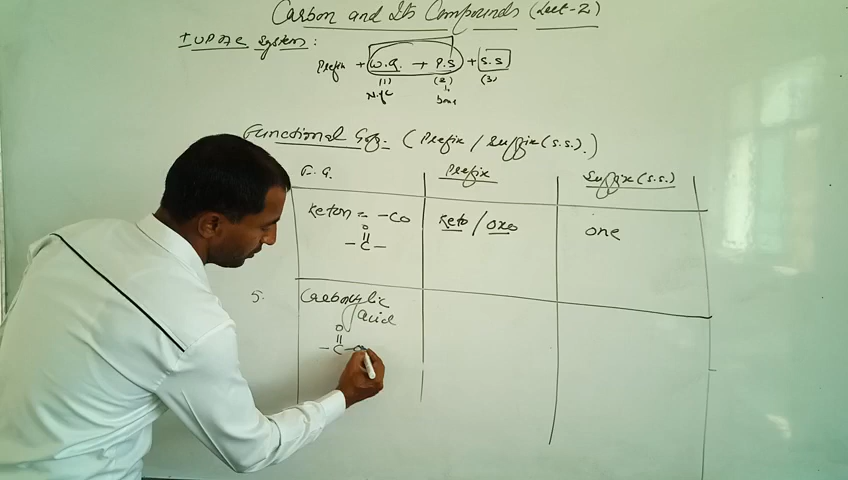 Carbon and Its Compounds (Lect-2)
IUPAC System:
Prefix + W.R. + P.S + S.S
(1) (2) (3)
Functional Grp. (Prefix / Suffix (S.S.).)
F.G. Prefix Suffix (S.S.)
Keton = -CO Keto / Oxo one
O
-C-
5. Carboxylic
acid
O
-C-O